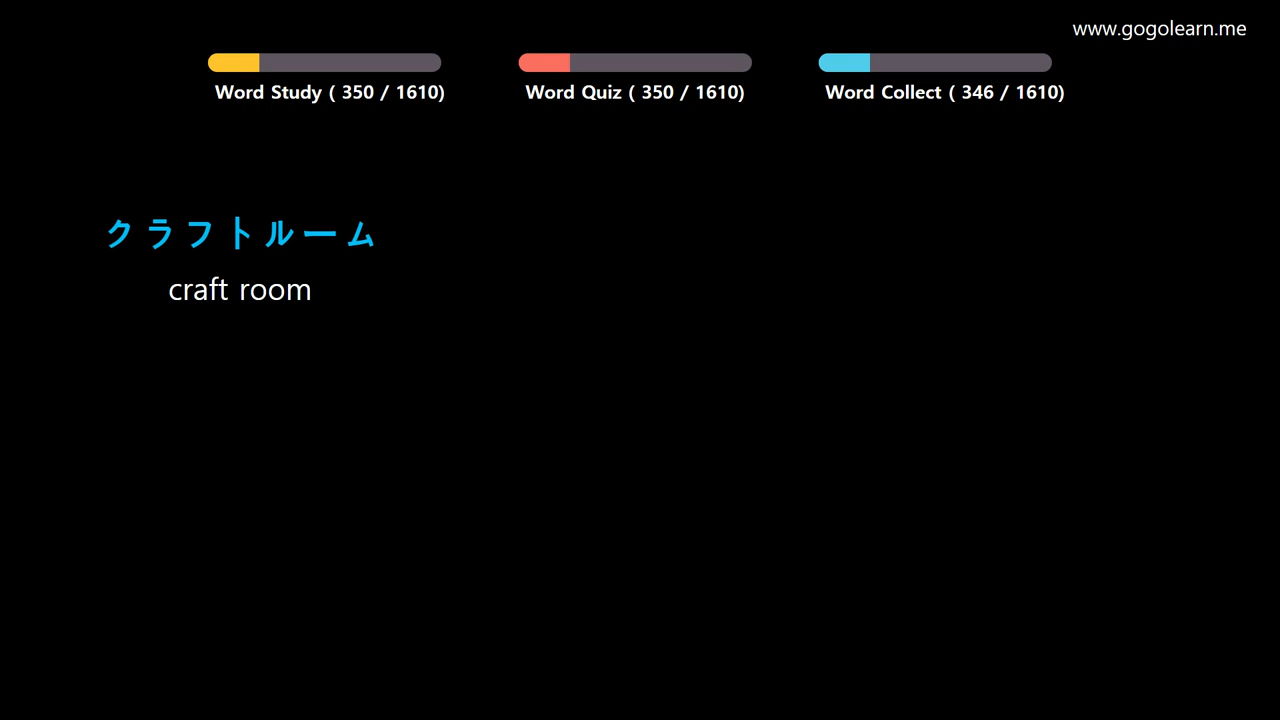 www.gogolearn.me
Word Study ( 350 / 1610)
Word Quiz ( 350 / 1610)
Word Collect ( 346 / 1610)
クラフトルーム
craft room